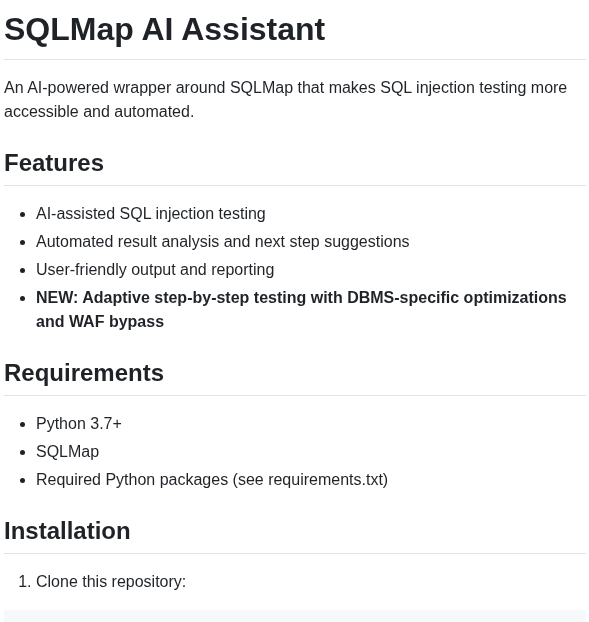 SQLMap AI Assistant
An AI-powered wrapper around SQLMap that makes SQL injection testing more
accessible and automated.
Features
• AI-assisted SQL injection testing
• Automated result analysis and next step suggestions
• User-friendly output and reporting
• NEW: Adaptive step-by-step testing with DBMS-specific optimizations
and WAF bypass
Requirements
• Python 3.7+
• SQLMap
• Required Python packages (see requirements.txt)
Installation
1. Clone this repository: